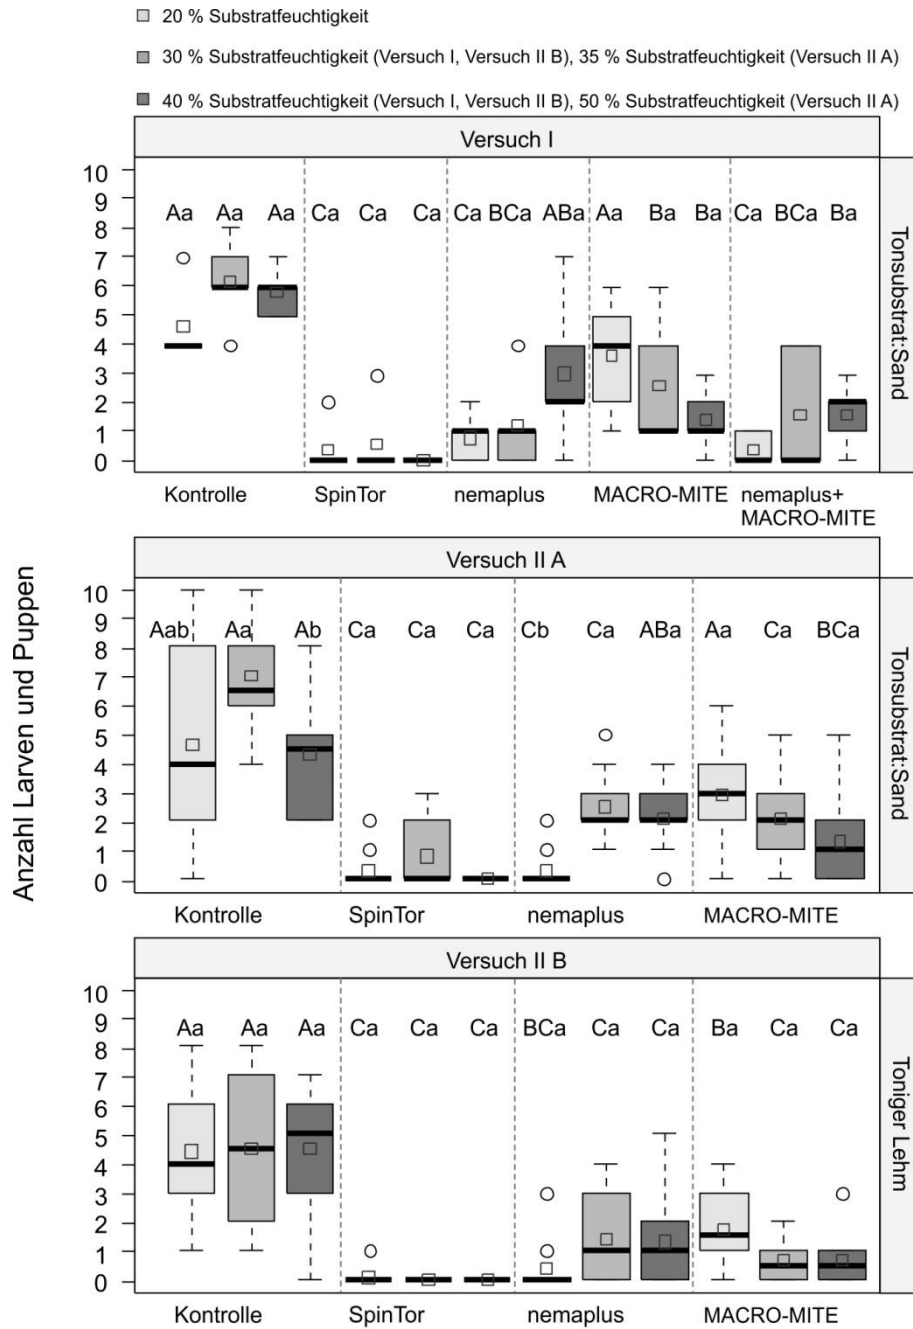 20 % Substratfeuchtigkeit
30 % Substratfeuchtigkeit (Versuch I, Versuch II B), 35 % Substratfeuchtigkeit (Versuch II A)
40 % Substratfeuchtigkeit (Versuch I, Versuch II B), 50 % Substratfeuchtigkeit (Versuch II A)
Anzahl Larven und Puppen
Versuch I
Tonsubstrat:Sand
10
9
8
7
6
5
4
3
2
1
0
Aa Aa Aa Ca Ca Ca Ca BCa ABa Aa Ba Ba Ca BCa Ba
Kontrolle SpinTor nemaplus MACRO-MITE nemaplus+
MACRO-MITE
Versuch II A
Tonsubstrat:Sand
10
9
8
7
6
5
4
3
2
1
0
Aab Aa Ab Ca Ca Ca Cb Ca ABa Aa Ca BCa
Kontrolle SpinTor nemaplus MACRO-MITE
Versuch II B
Toniger Lehm
10
9
8
7
6
5
4
3
2
1
0
Aa Aa Aa Ca Ca Ca BCa Ca Ca Ba Ca Ca
Kontrolle SpinTor nemaplus MACRO-MITE